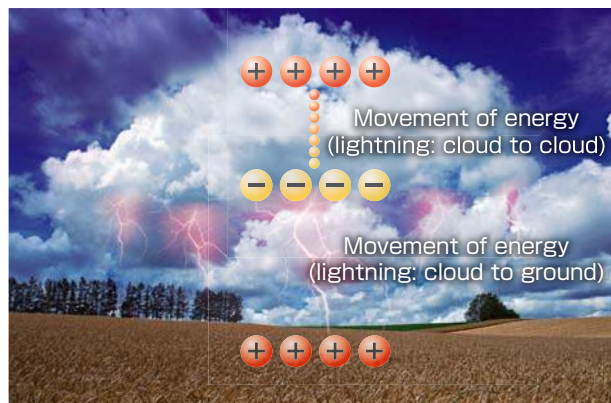 + + + +
Movement of energy
(lightning: cloud to cloud)
− − − −
Movement of energy
(lightning: cloud to ground)
+ + + +